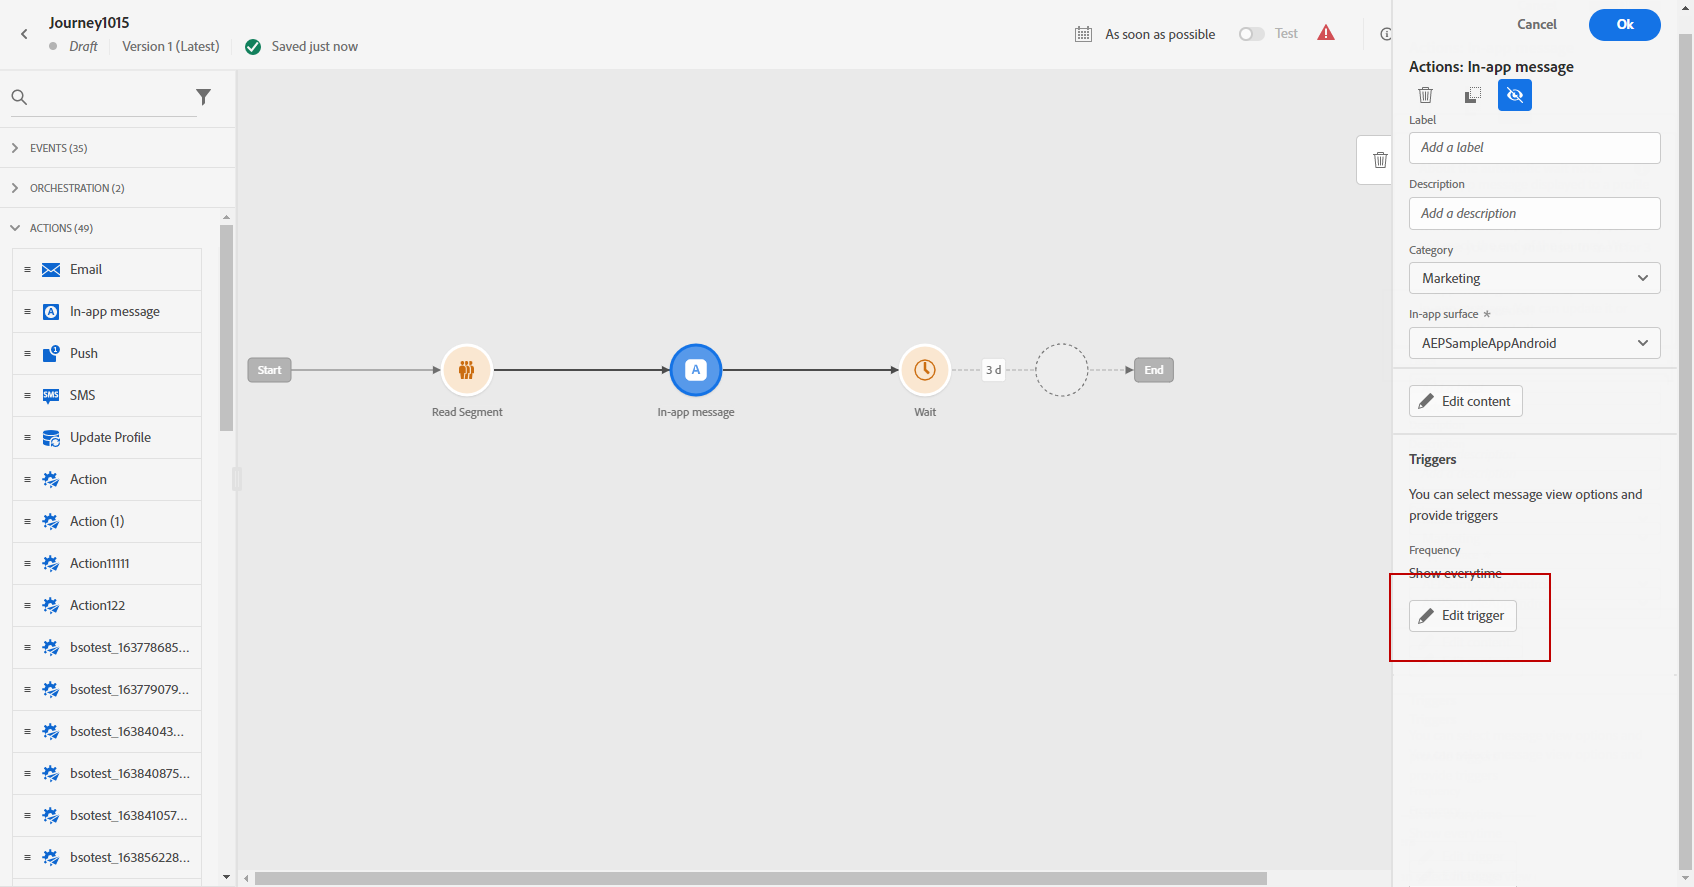 Journey1015
Draft Version 1 (Latest) Saved just now
As soon as possible Test
EVENTS (35)
ORCHESTRATION (2)
ACTIONS (49)
Email
In-app message
Push
SMS
Update Profile
Action
Action (1)
Action11111
Action122
bsotest_163778685...
bsotest_163779079...
bsotest_16384043...
bsotest_163840875...
bsotest_163841057...
bsotest_163856228...
Start
Read Segment
A
In-app message
Wait
3 d
End
Cancel Ok
Actions: In-app message
Label
Add a label
Description
Add a description
Category
Marketing
In-app surface *
AEPSampleAppAndroid
Edit content
Triggers
You can select message view options and
provide triggers
Frequency
Show everytime
Edit trigger